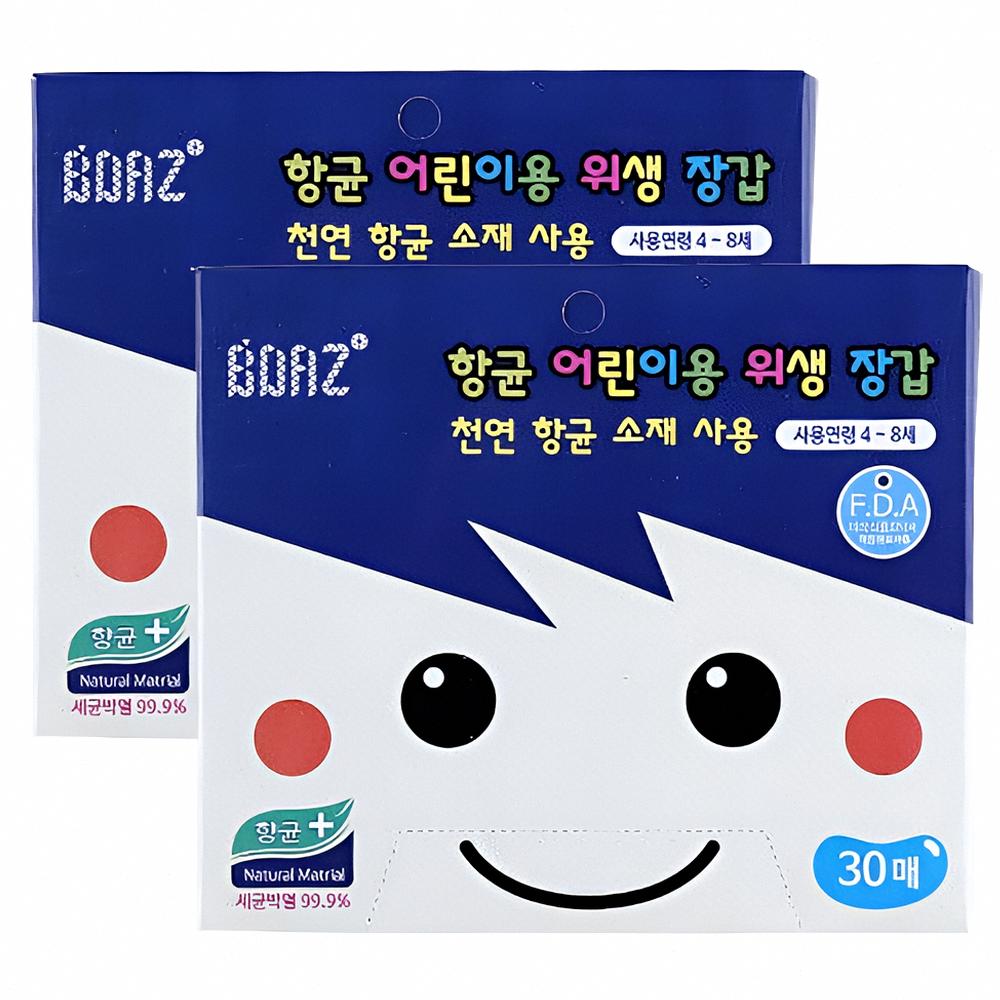 BOAZ
항균 어린이용 위생 장갑
천연 항균 소재 사용
사용연령 4 ~ 8세
항균
Natural Matrial
세균박멸 99.9%
BOAZ
항균 어린이용 위생 장갑
천연 항균 소재 사용
사용연령 4 ~ 8세
F.D.A
항균
Natural Matrial
세균박멸 99.9%
30매